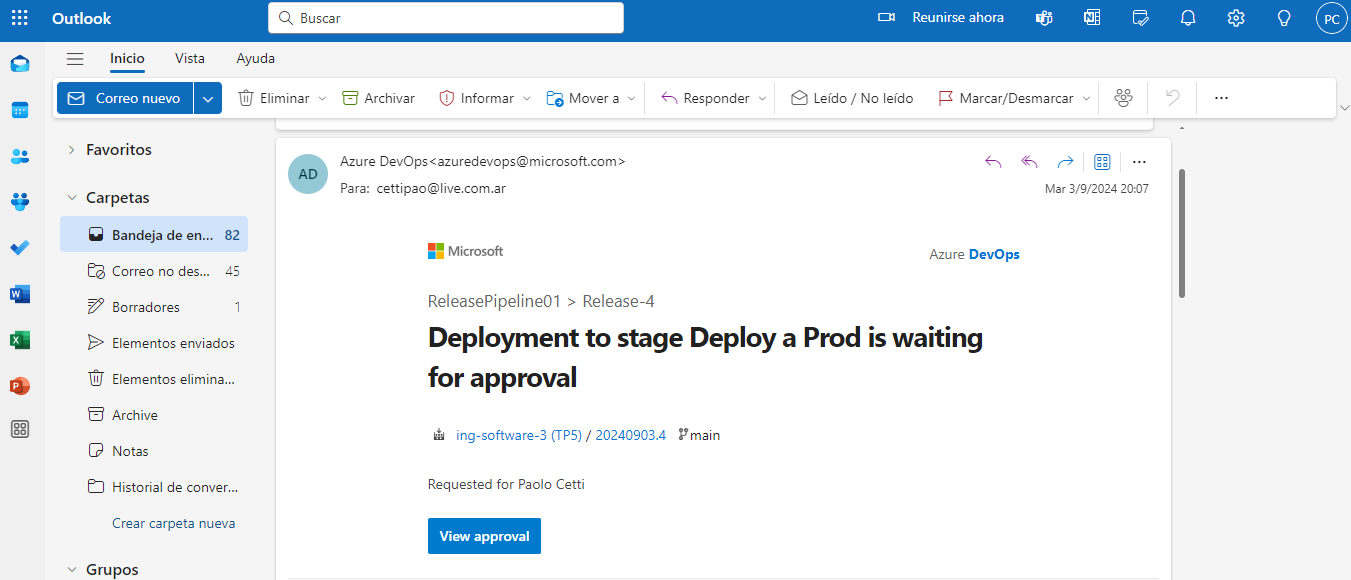 Outlook
Buscar
Reunirse ahora
PC
Inicio Vista Ayuda
Correo nuevo Eliminar Archivar Informar Mover a Responder Leído / No leído Marcar/Desmarcar ...
Favoritos
Carpetas
Bandeja de en... 82
Correo no des... 45
Borradores 1
Elementos enviados
Elementos elimina...
Archive
Notas
Historial de conver...
Crear carpeta nueva
Grupos
AD
Azure DevOps<azuredevops@microsoft.com>
Para: cettipao@live.com.ar
Mar 3/9/2024 20:07
Microsoft
Azure DevOps
ReleasePipeline01 > Release-4
Deployment to stage Deploy a Prod is waiting
for approval
ing-software-3 (TP5) / 20240903.4 main
Requested for Paolo Cetti
View approval